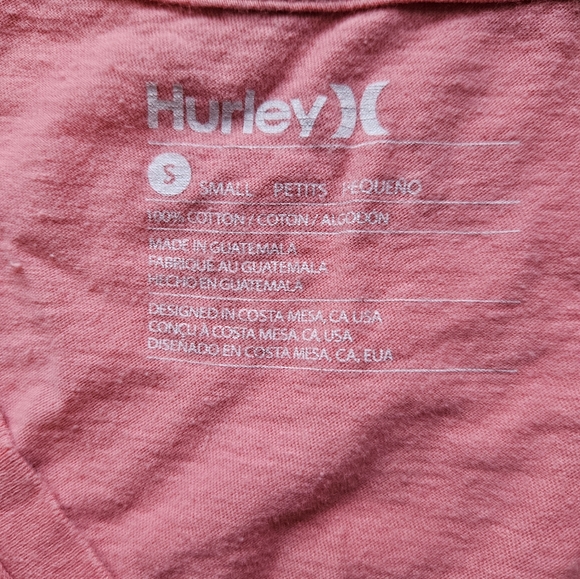 Hurley
S SMALL PETITS PEQUEÑO
100% COTTON / COTON / ALGODÓN
MADE IN GUATEMALA
FABRIQUÉ AU GUATEMALA
HECHO EN GUATEMALA
DESIGNED IN COSTA MESA, CA, USA
CONÇU À COSTA MESA, CA, USA
DISEÑADO EN COSTA MESA, CA, EUA